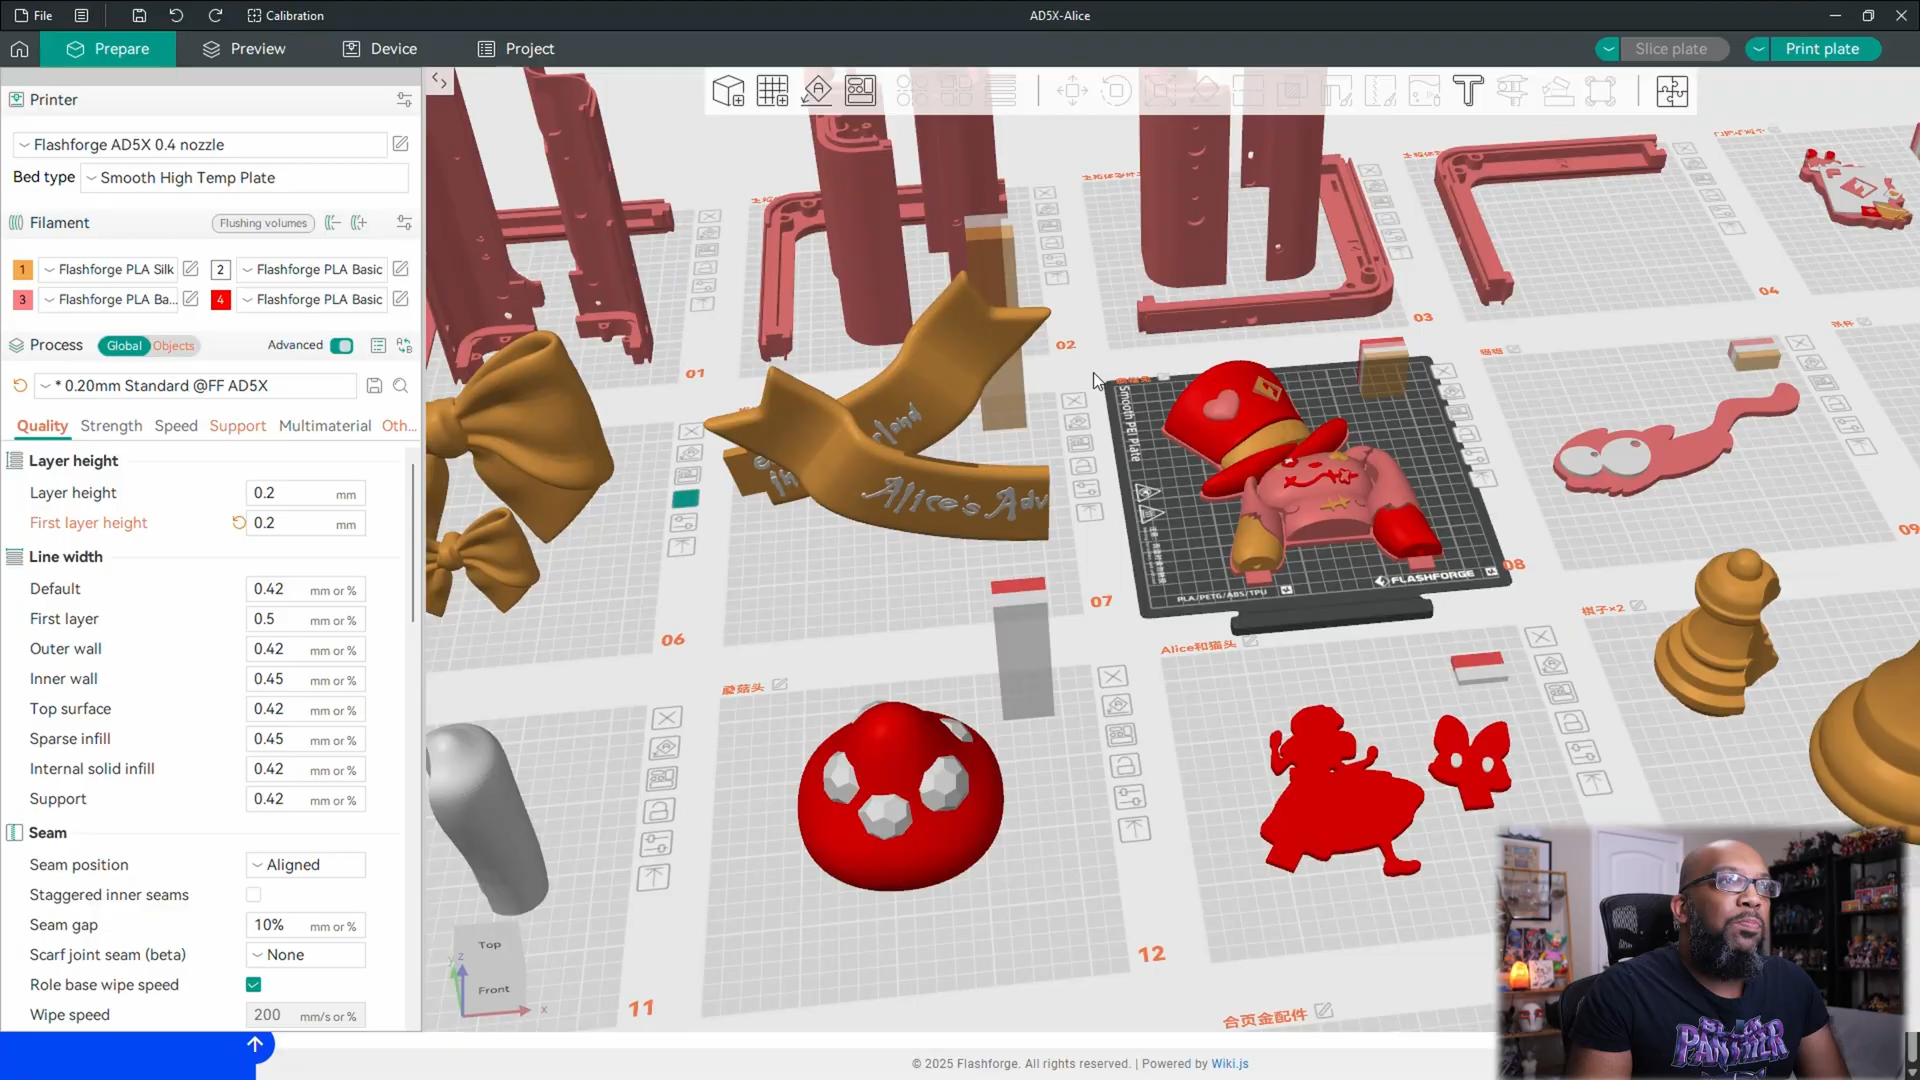 File
Calibration
AD5X-Alice
Prepare
Preview
Device
Project
Slice plate
Print plate
Printer
Flashforge AD5X 0.4 nozzle
Bed type
Smooth High Temp Plate
Filament
Flushing volumes
1
Flashforge PLA Silk
2
Flashforge PLA Basic
3
Flashforge PLA Ba...
4
Flashforge PLA Basic
Process
Global
Objects
Advanced
* 0.20mm Standard @FF AD5X
Quality
Strength
Speed
Support
Multimaterial
Oth...
Layer height
Layer height
0.2
mm
First layer height
0.2
mm
Line width
Default
0.42
mm or %
First layer
0.5
mm or %
Outer wall
0.42
mm or %
Inner wall
0.45
mm or %
Top surface
0.42
mm or %
Sparse infill
0.45
mm or %
Internal solid infill
0.42
mm or %
Support
0.42
mm or %
Seam
Seam position
Aligned
Staggered inner seams
Seam gap
10%
mm or %
Scarf joint seam (beta)
None
Role base wipe speed
Wipe speed
200
mm/s or %
01
02
03
04
06
07
08
09
11
12
Alice's Adv
Smooth PEI Plate
PLA/PETG/ABS/TPU
FLASHFORGE
猫猫
蘑菇头
Alice和猫头
棋子×2
合页金配件
Top
Front
z
y
x
PANTHER
© 2025 Flashforge. All rights reserved. | Powered by Wiki.js